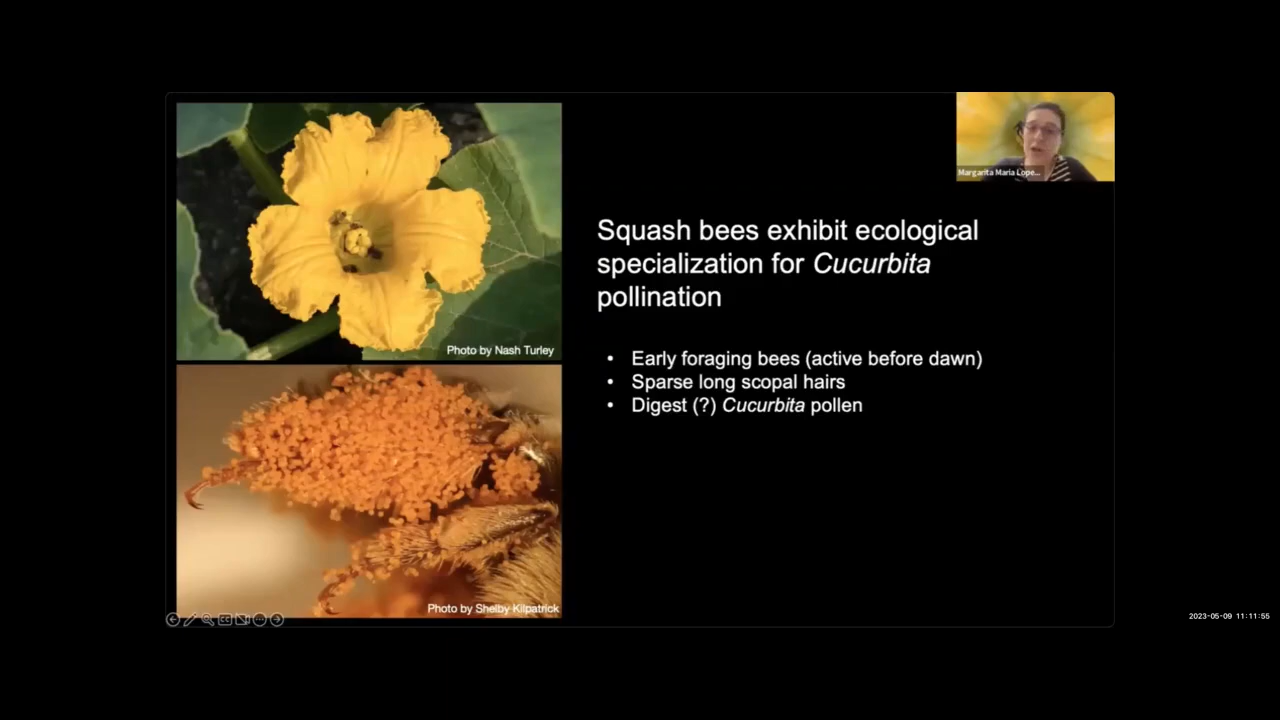 Margarita Maria Lope...
Squash bees exhibit ecological
specialization for Cucurbita
pollination
• Early foraging bees (active before dawn)
• Sparse long scopal hairs
• Digest (?) Cucurbita pollen
Photo by Nash Turley
Photo by Shelby Kilpatrick
CC
2023-05-09 11:11:55